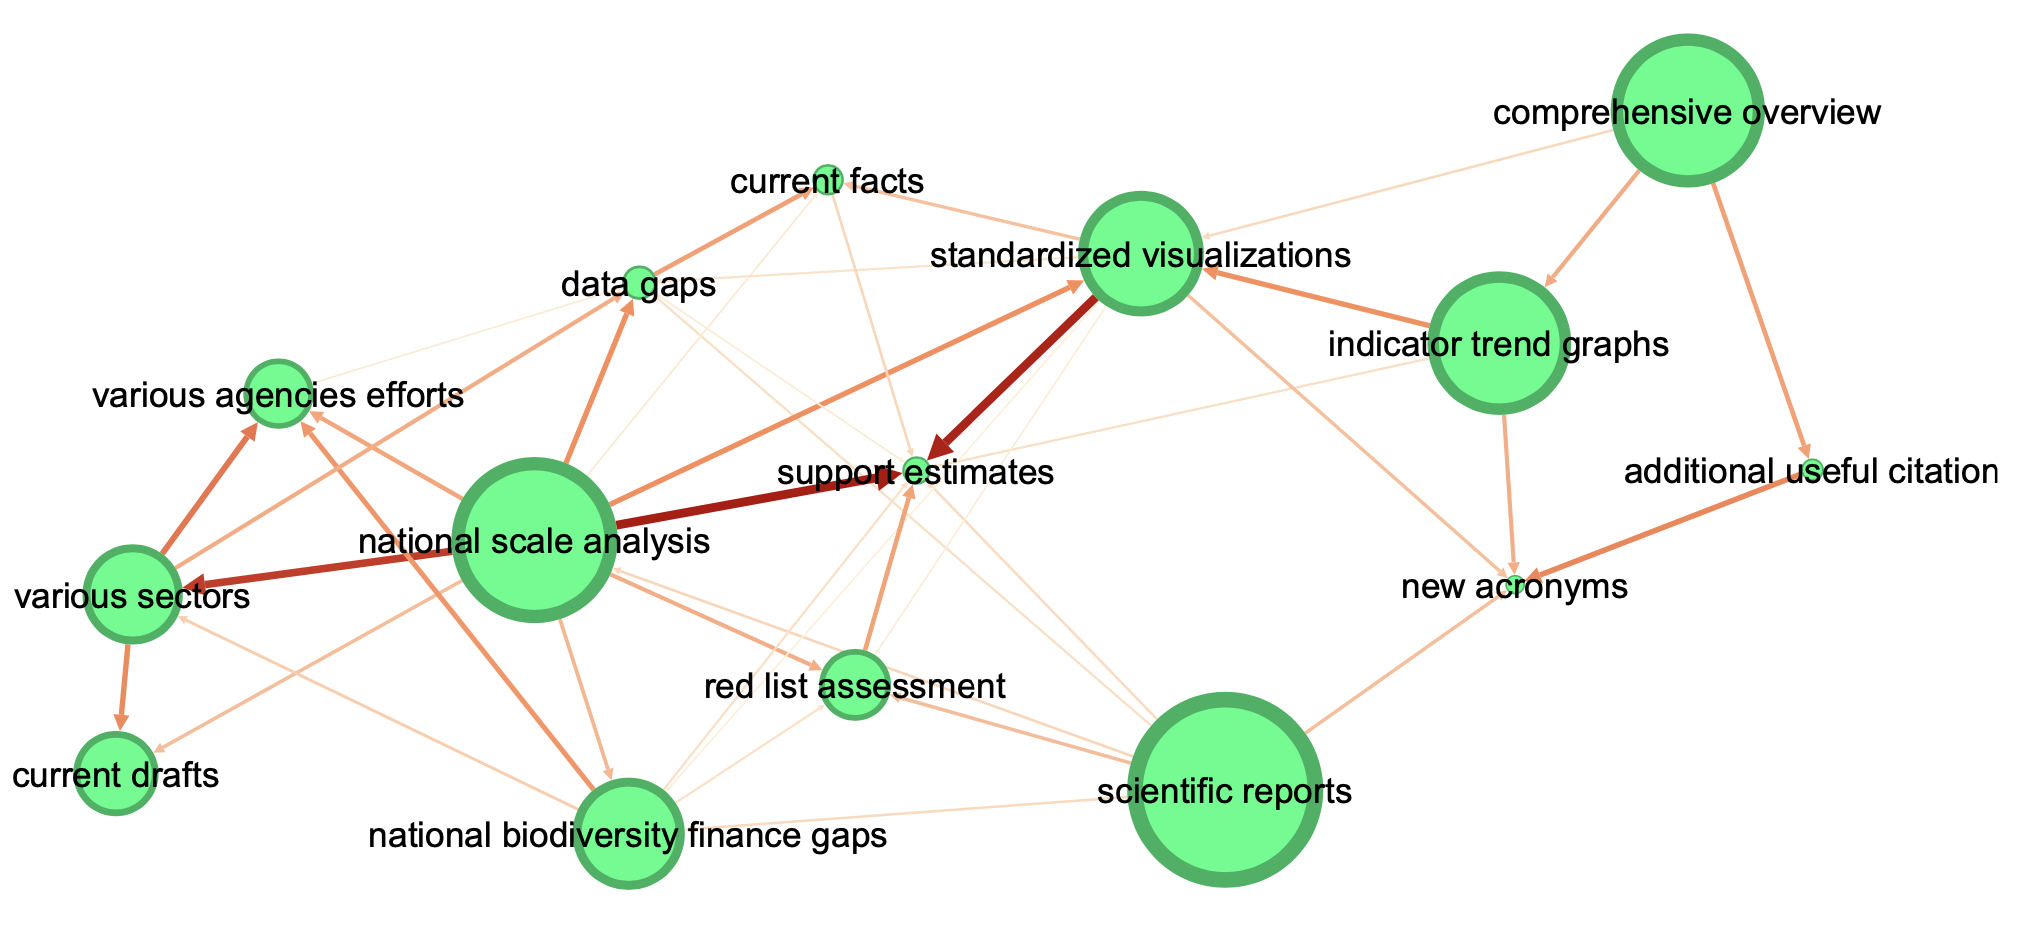 comprehensive overview
current facts
standardized visualizations
data gaps
indicator trend graphs
various agencies efforts
support estimates
additional useful citation
national scale analysis
new acronyms
various sectors
red list assessment
current drafts
scientific reports
national biodiversity finance gaps